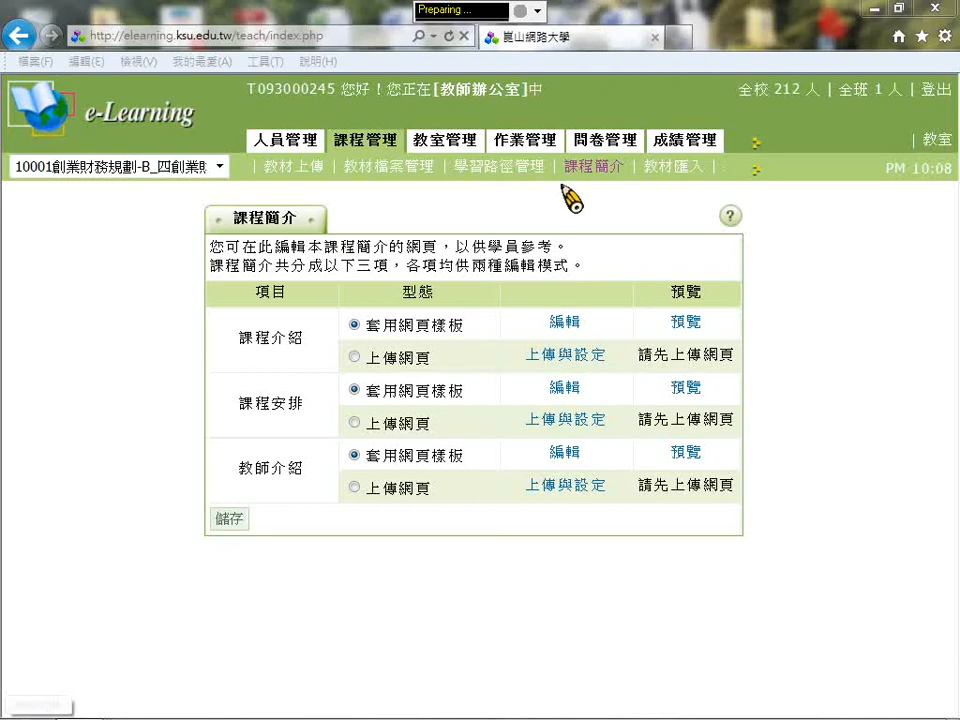 Preparing ...
http://elearning.ksu.edu.tw/teach/index.php
崑山網路大學
檔案(F) 編輯(E) 檢視(V) 我的最愛(A) 工具(T) 說明(H)
e-Learning
T093000245 您好！您正在[教師辦公室]中
全校 212 人 | 全班 1 人 | 登出
人員管理 課程管理 教室管理 作業管理 問卷管理 成績管理
| 教室
10001創業財務規劃-B_四創業財
| 教材上傳 | 教材檔案管理 | 學習路徑管理 | 課程簡介 | 教材匯入 |
PM 10:08
課程簡介
?
您可在此編輯本課程簡介的網頁，以供學員參考。
課程簡介共分成以下三項，各項均供兩種編輯模式。
項目 型態 預覽
課程介紹
套用網頁樣板 編輯 預覽
上傳網頁 上傳與設定 請先上傳網頁
課程安排
套用網頁樣板 編輯 預覽
上傳網頁 上傳與設定 請先上傳網頁
教師介紹
套用網頁樣板 編輯 預覽
上傳網頁 上傳與設定 請先上傳網頁
儲存